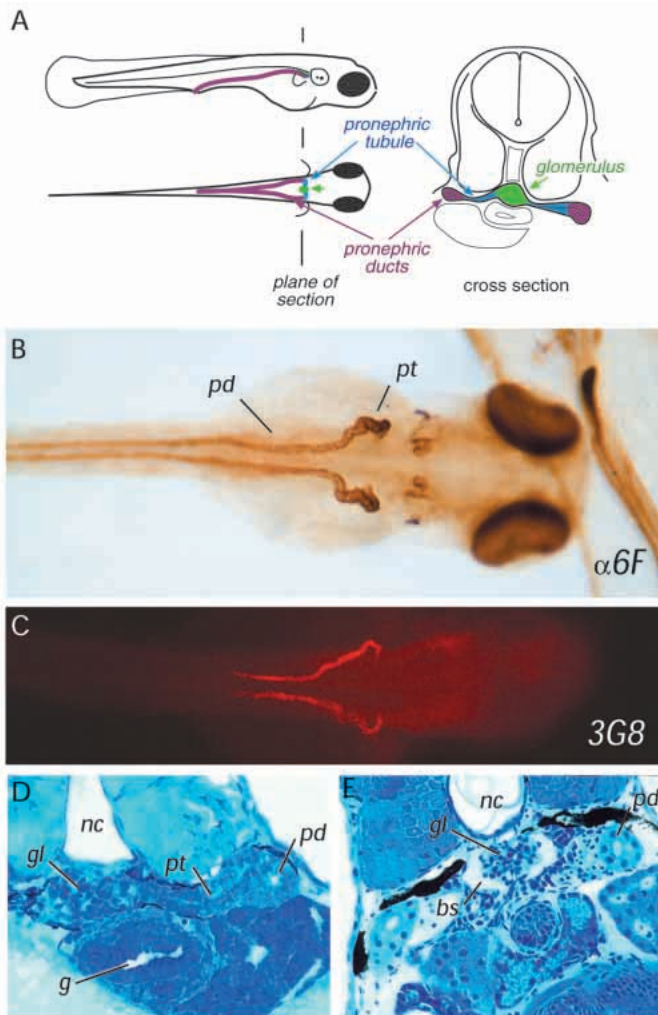 A
pronephric
tubule
glomerulus
pronephric
ducts
plane of
section
cross section
B
pd
pt
α6F
C
3G8
D
nc
gl
pt
pd
g
E
nc
gl
pd
bs